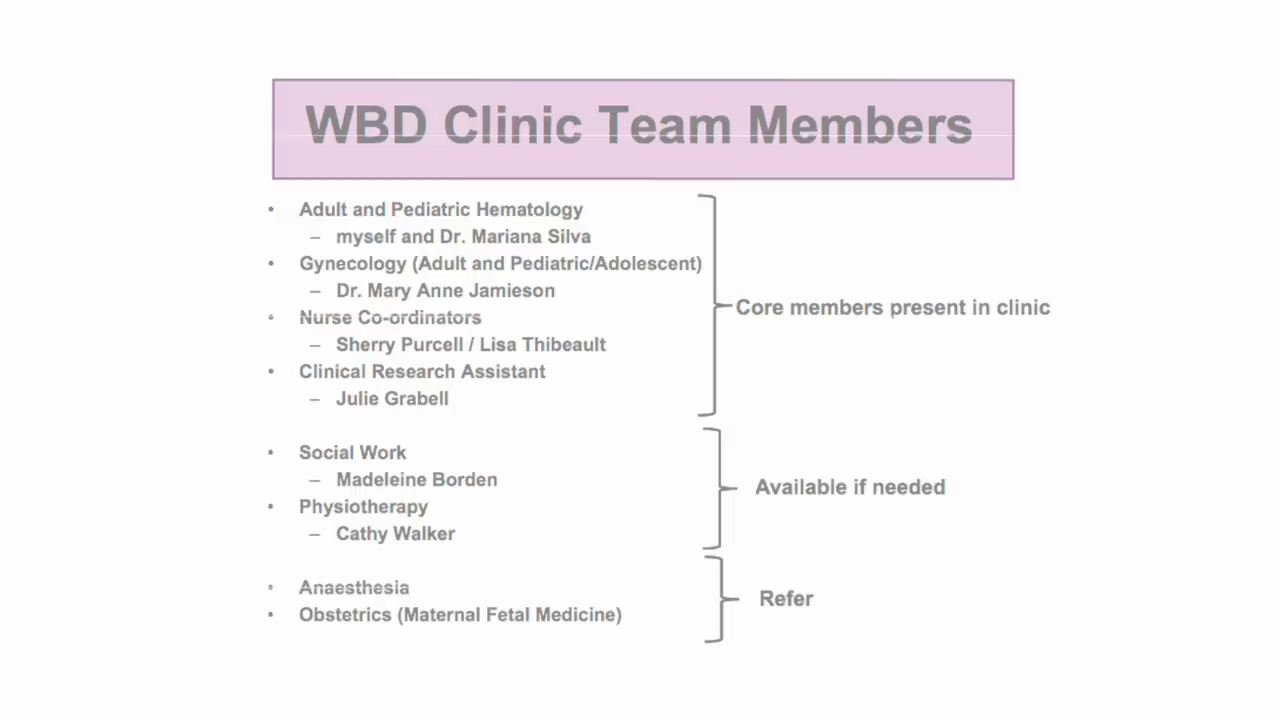 WBD Clinic Team Members
• Adult and Pediatric Hematology
– myself and Dr. Mariana Silva
• Gynecology (Adult and Pediatric/Adolescent)
– Dr. Mary Anne Jamieson
• Nurse Co-ordinators
– Sherry Purcell / Lisa Thibeault
• Clinical Research Assistant
– Julie Grabell
Core members present in clinic
• Social Work
– Madeleine Borden
• Physiotherapy
– Cathy Walker
Available if needed
• Anaesthesia
• Obstetrics (Maternal Fetal Medicine)
Refer